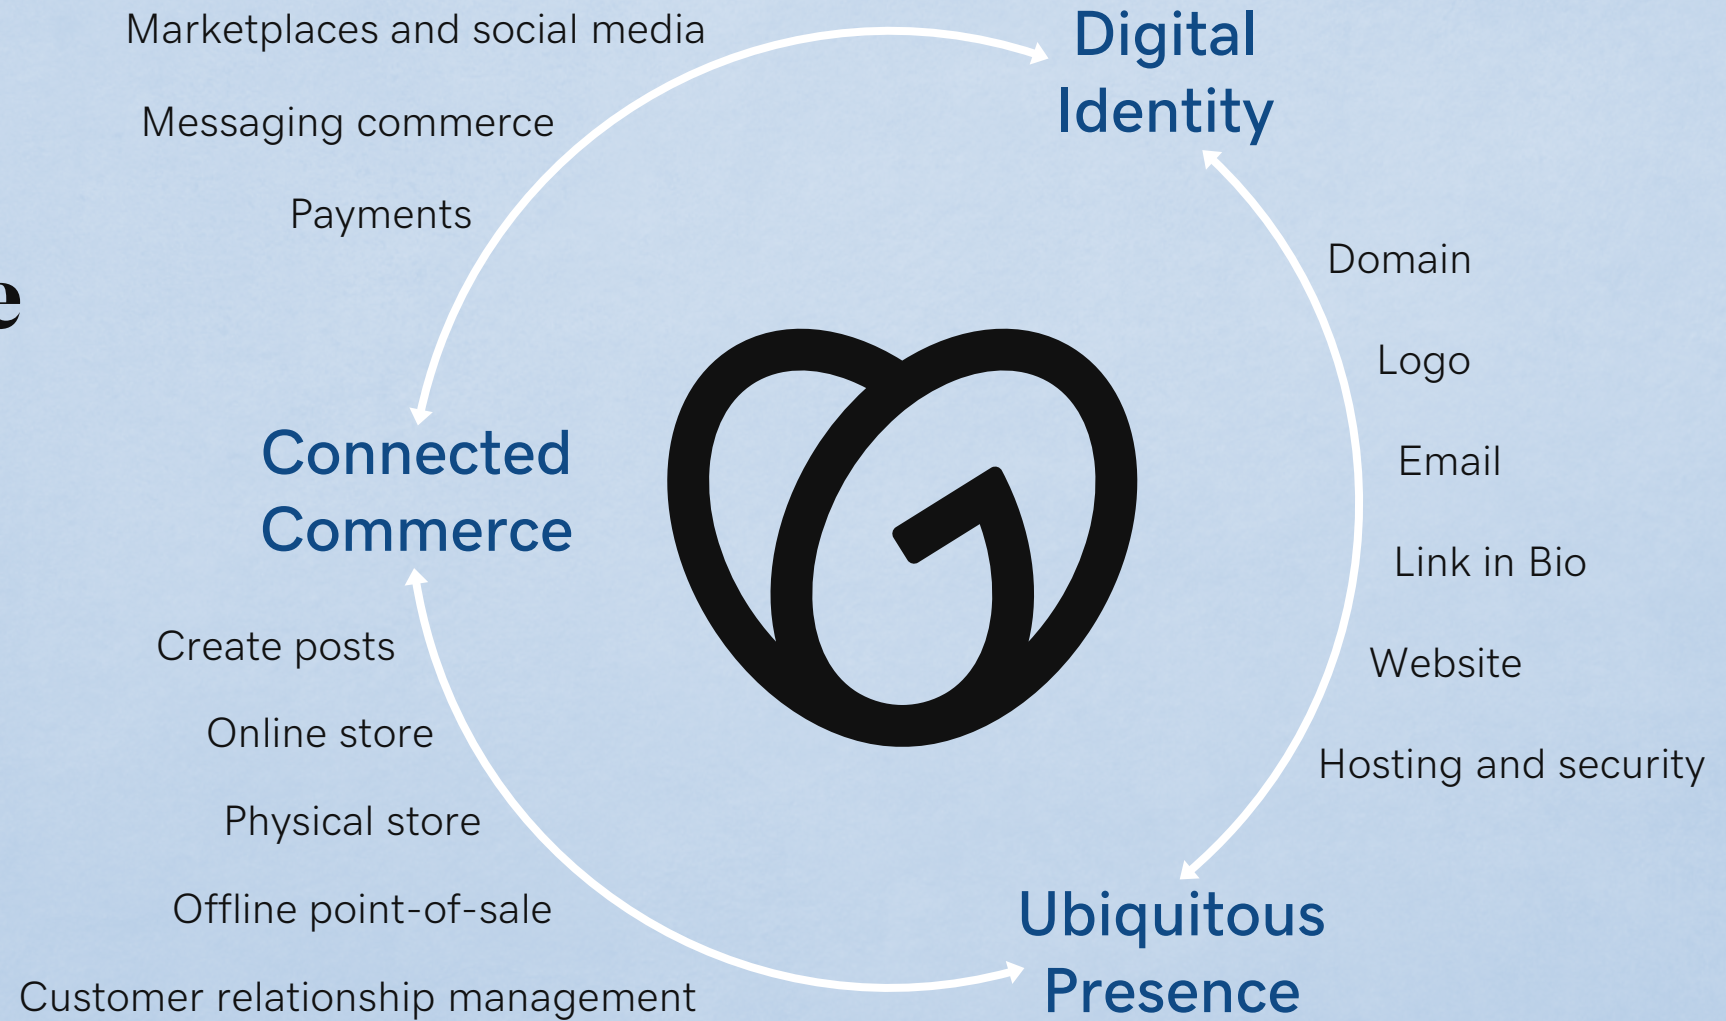 Marketplaces and social media
Messaging commerce
Payments
Digital
Identity
Domain
Logo
Email
Link in Bio
Website
Hosting and security
Ubiquitous
Presence
Connected
Commerce
Create posts
Online store
Physical store
Offline point-of-sale
Customer relationship management
e